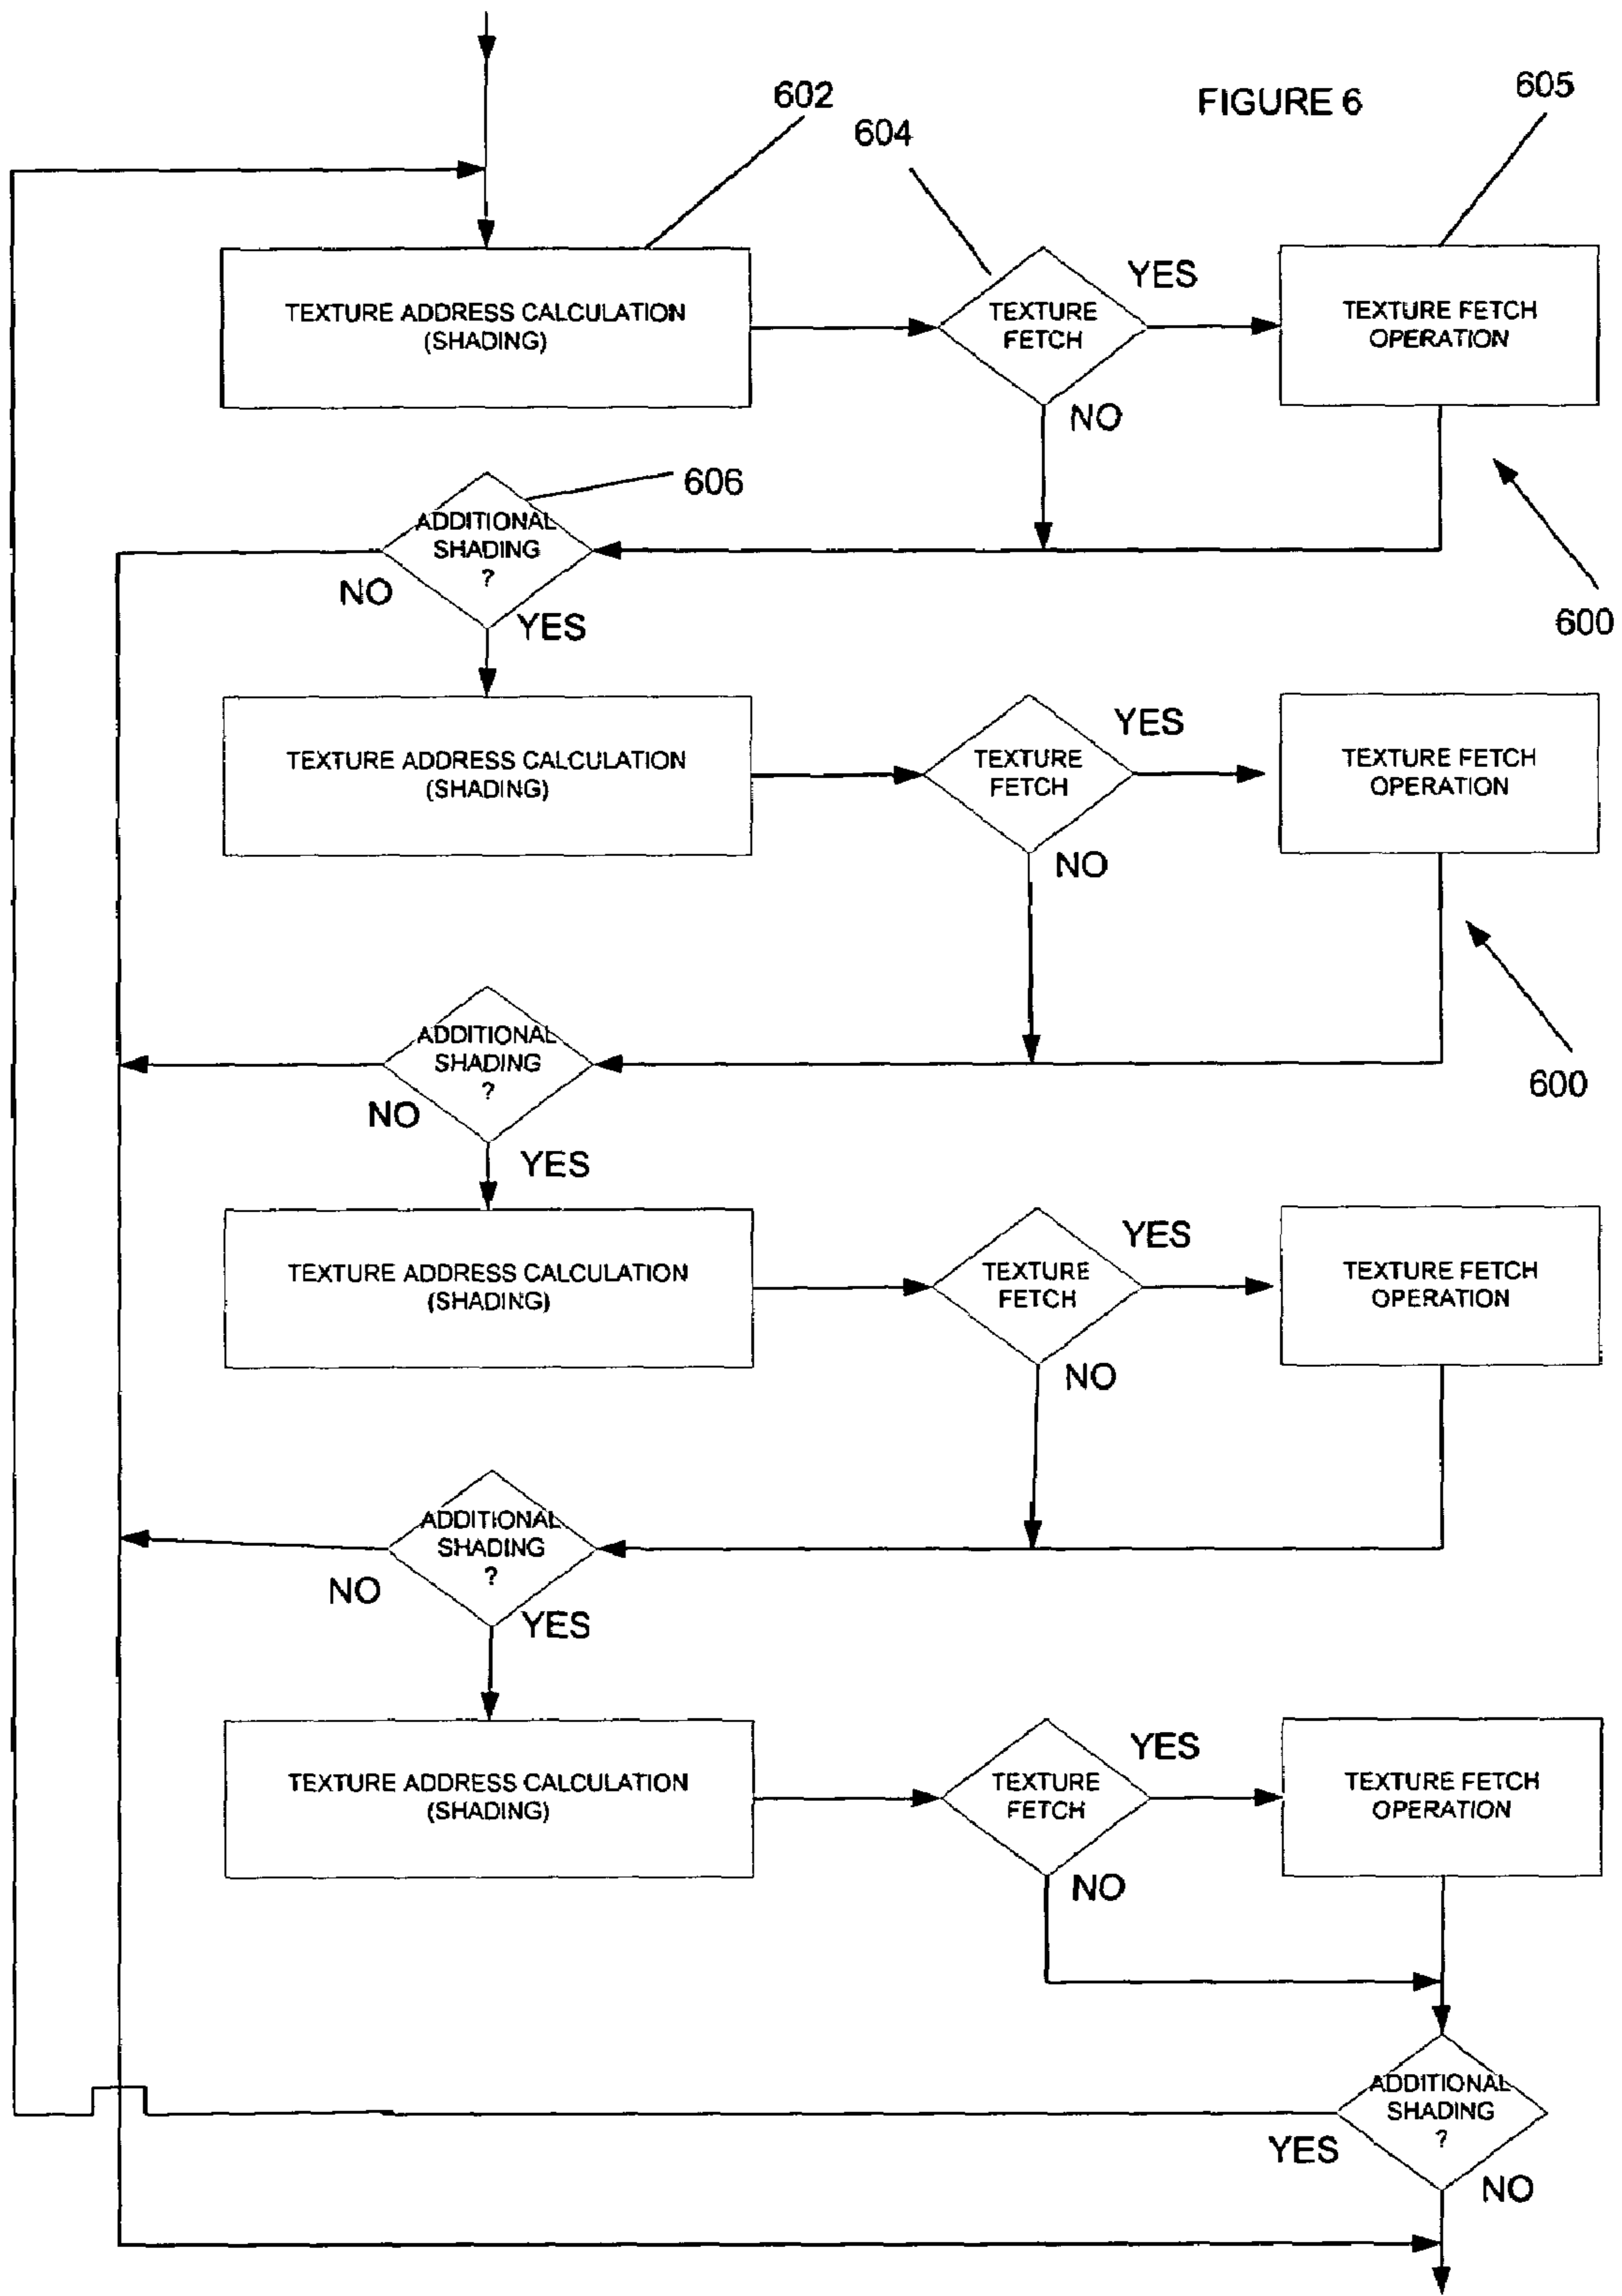 602
604
FIGURE 6
605
TEXTURE ADDRESS CALCULATION
(SHADING)
TEXTURE
FETCH
YES
TEXTURE FETCH
OPERATION
NO
606
ADDITIONAL
SHADING
?
NO
YES
600
TEXTURE ADDRESS CALCULATION
(SHADING)
TEXTURE
FETCH
YES
TEXTURE FETCH
OPERATION
NO
ADDITIONAL
SHADING
?
NO
YES
600
TEXTURE ADDRESS CALCULATION
(SHADING)
TEXTURE
FETCH
YES
TEXTURE FETCH
OPERATION
NO
ADDITIONAL
SHADING
?
NO
YES
TEXTURE ADDRESS CALCULATION
(SHADING)
TEXTURE
FETCH
YES
TEXTURE FETCH
OPERATION
NO
ADDITIONAL
SHADING
?
YES
NO